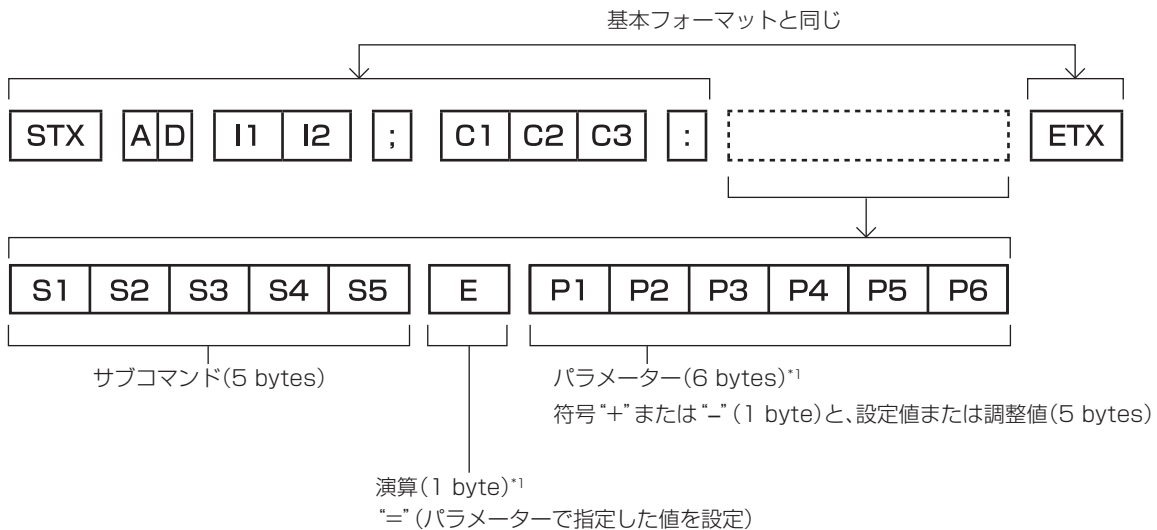 基本フォーマットと同じ
STX A D I1 I2 ; C1 C2 C3 : ETX
S1 S2 S3 S4 S5 E P1 P2 P3 P4 P5 P6
サブコマンド(5 bytes)
パラメーター(6 bytes)*1
符号“+”または“–”(1 byte)と、設定値または調整値(5 bytes)
演算(1 byte)*1
“=”(パラメーターで指定した値を設定)